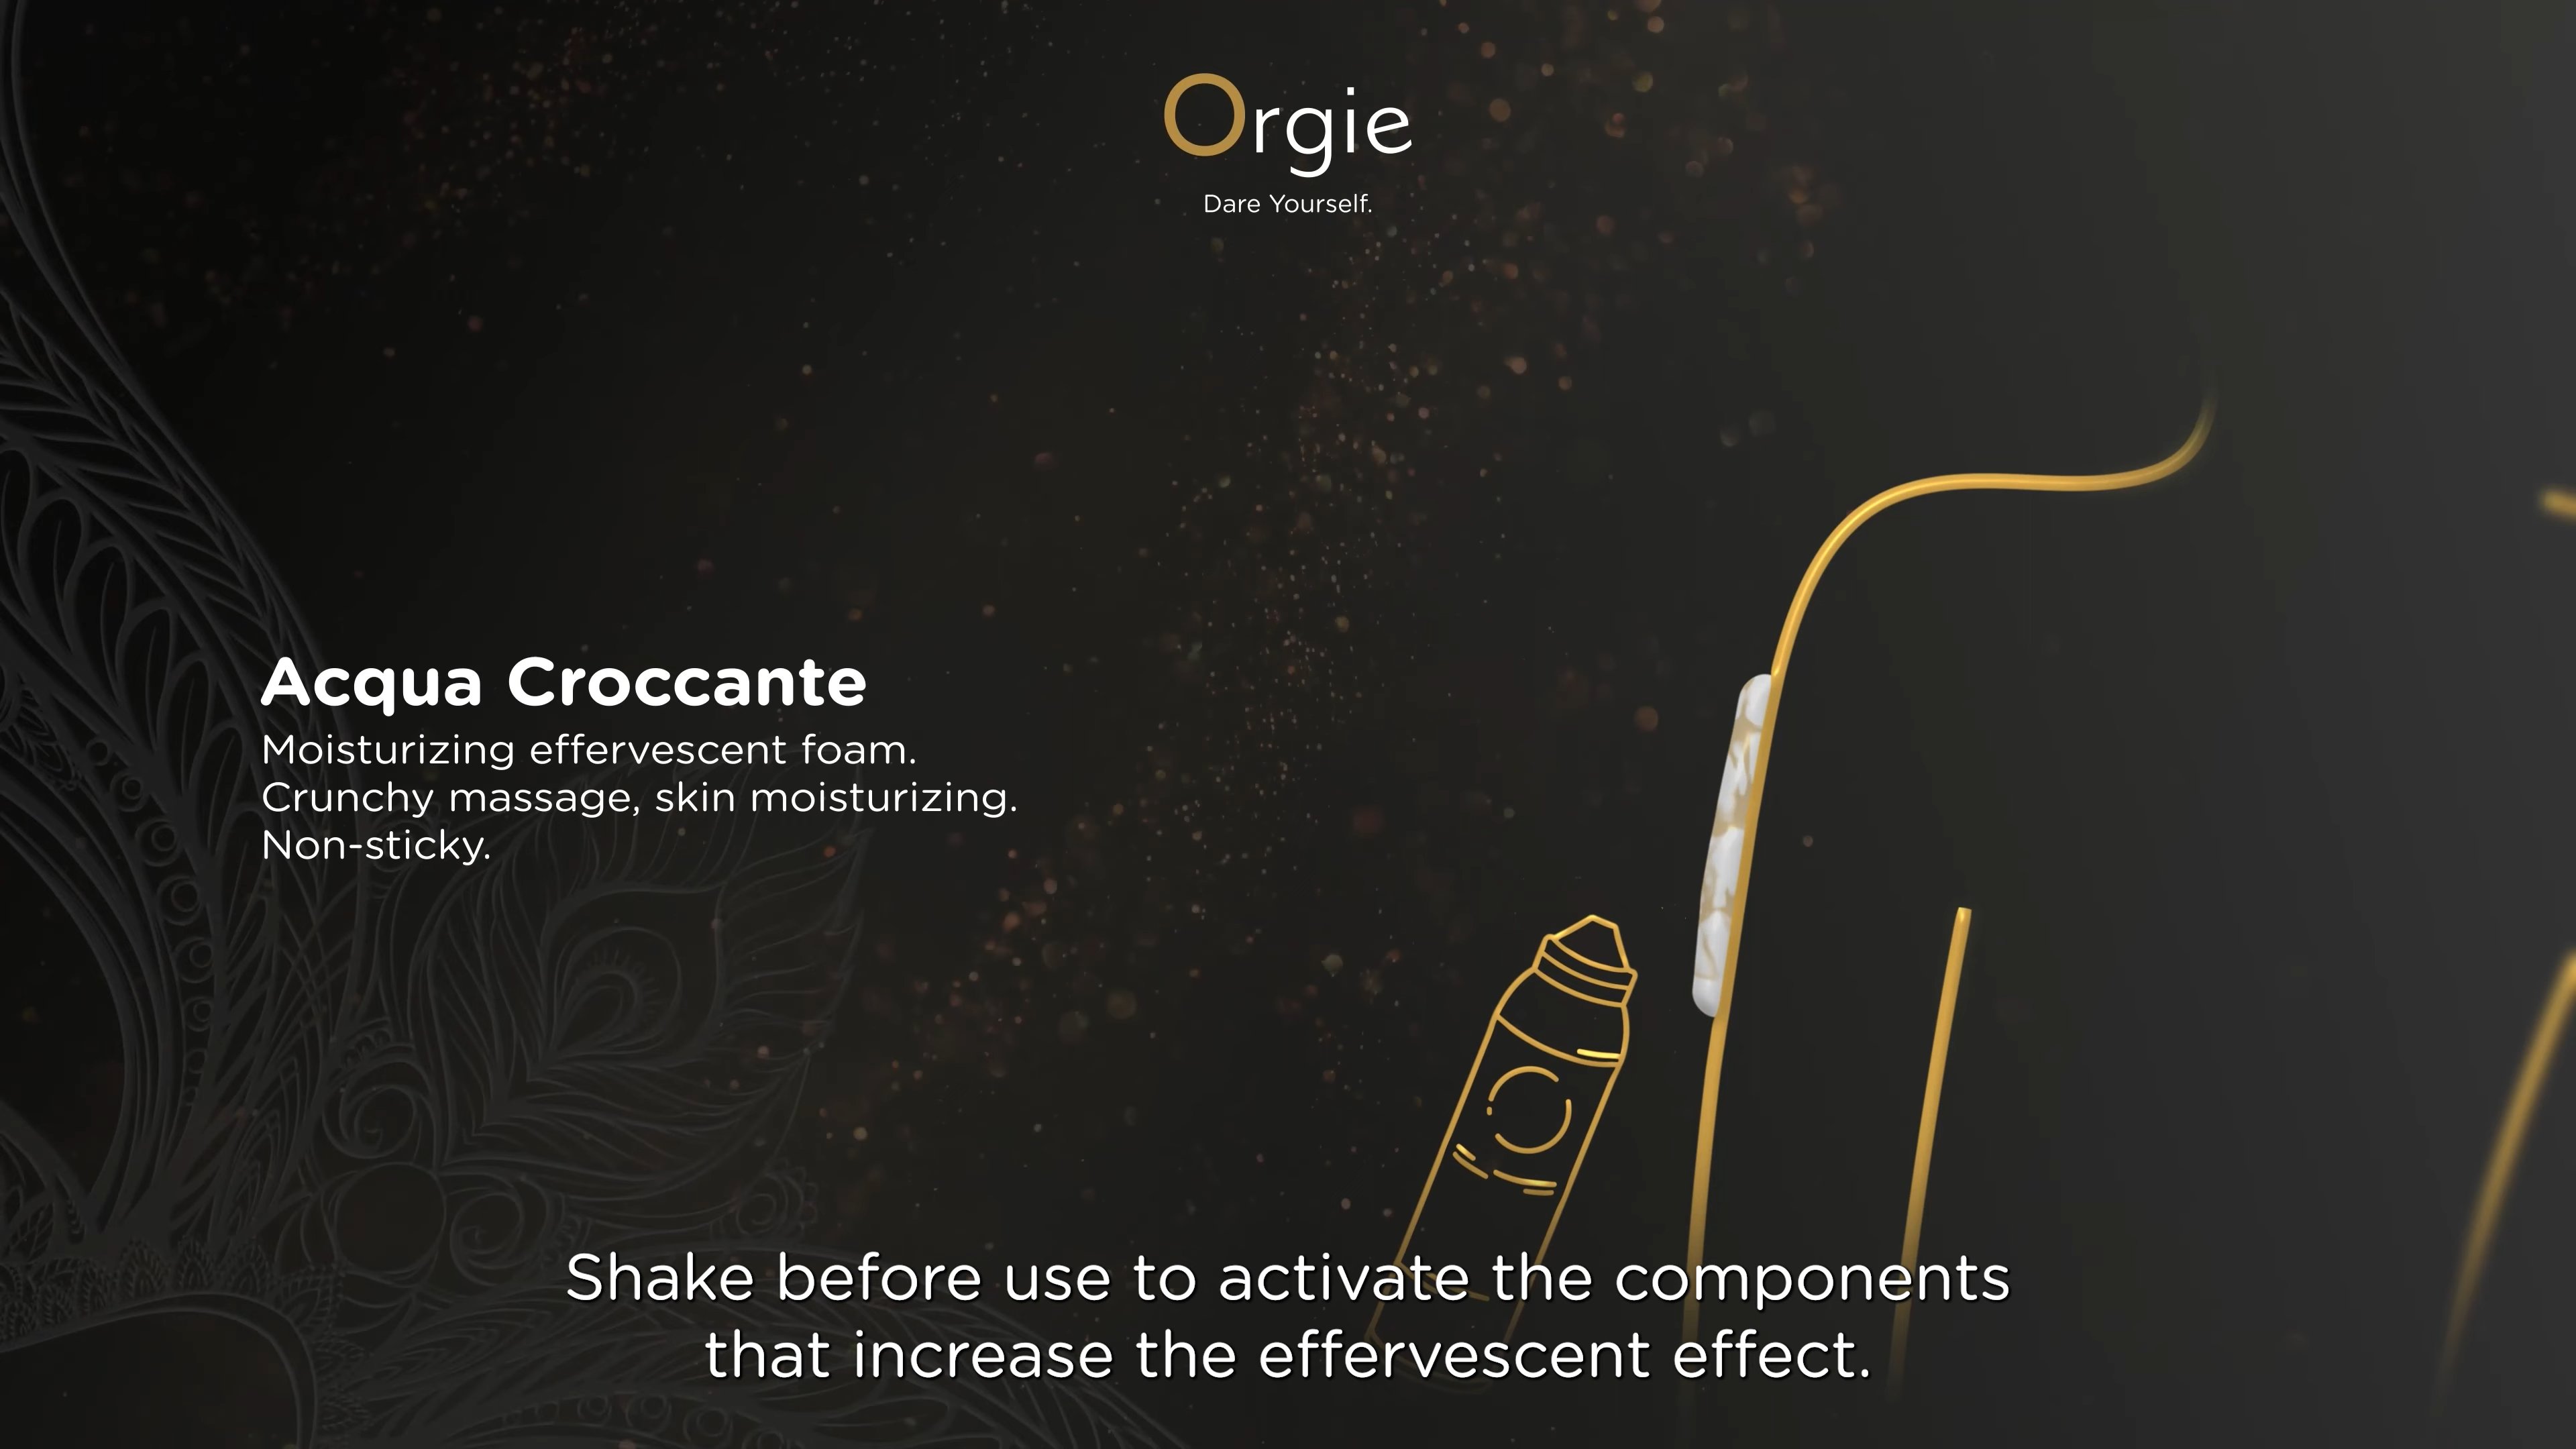 Orgie
Dare Yourself.
Acqua Croccante
Moisturizing effervescent foam.
Crunchy massage, skin moisturizing.
Non-sticky.
Shake before use to activate the components
that increase the effervescent effect.